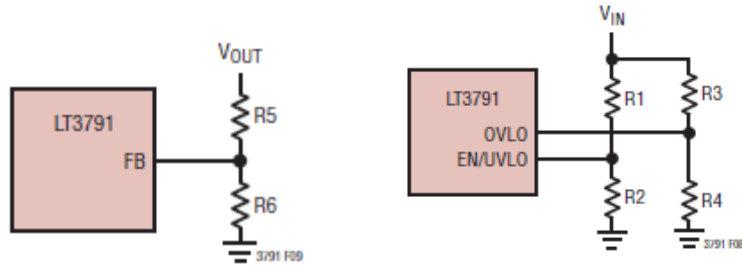 VOUT
LT3791
R5
FB
R6
3791 F09
VIN
LT3791
R1
R3
OVLO
EN/UVLO
R2
R4
3791 F08